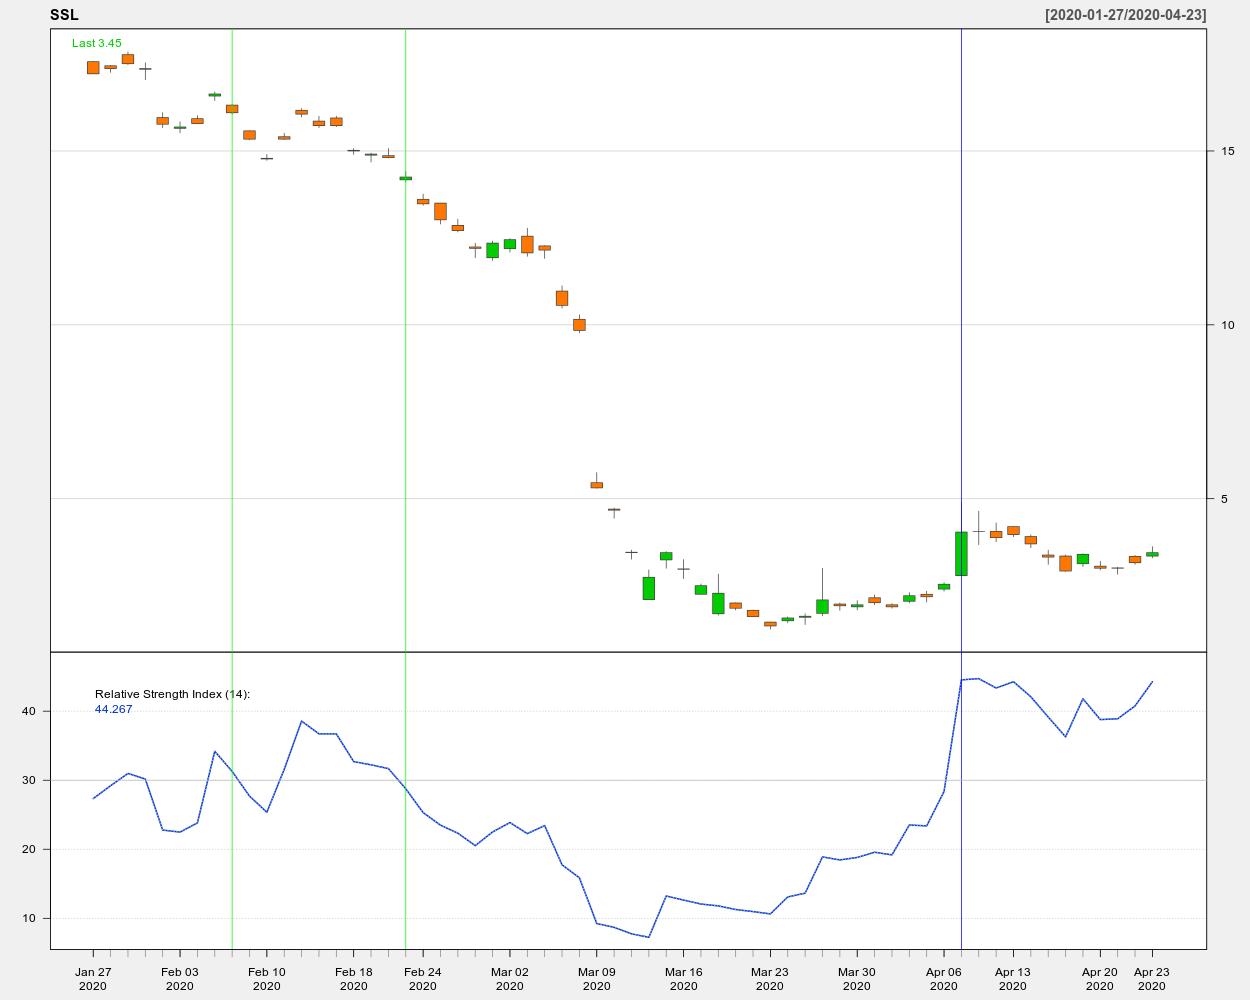 SSL
[2020-01-27/2020-04-23]
Last 3.45
15
10
5
Relative Strength Index (14):
44.267
40
30
20
10
Jan 27 2020
Feb 03 2020
Feb 10 2020
Feb 18 2020
Feb 24 2020
Mar 02 2020
Mar 09 2020
Mar 16 2020
Mar 23 2020
Mar 30 2020
Apr 06 2020
Apr 13 2020
Apr 20 2020
Apr 23 2020